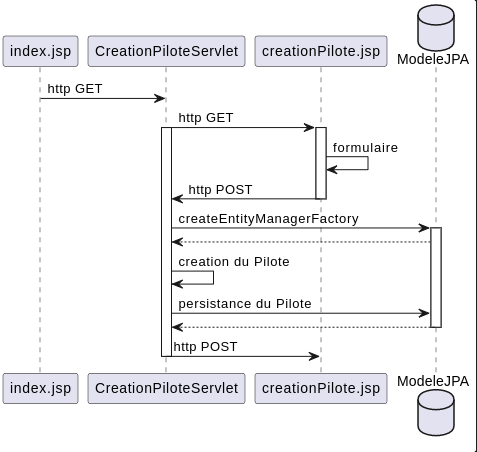 index.jsp
CreationPiloteServlet
creationPilote.jsp
ModeleJPA
http GET
http GET
formulaire
http POST
createEntityManagerFactory
creation du Pilote
persistance du Pilote
http POST
index.jsp
CreationPiloteServlet
creationPilote.jsp
ModeleJPA